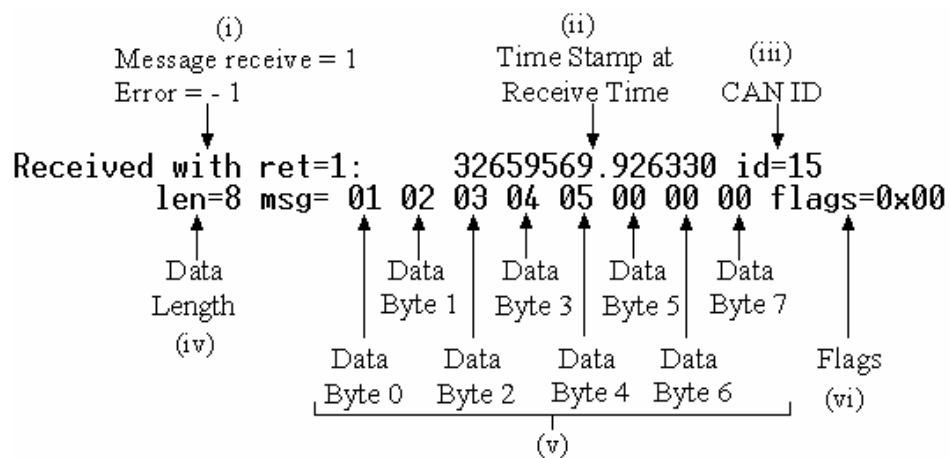 (i)
Message receive = 1
Error = - 1
(ii)
Time Stamp at
Receive Time
(iii)
CAN ID
Received with ret=1: 32659569.926330 id=15
len=8 msg= 01 02 03 04 05 00 00 00 flags=0x00
Data
Length
(iv)
Data
Byte 1
Data
Byte 3
Data
Byte 5
Data
Byte 7
Data
Byte 0
Data
Byte 2
Data
Byte 4
Data
Byte 6
Flags
(vi)
(v)